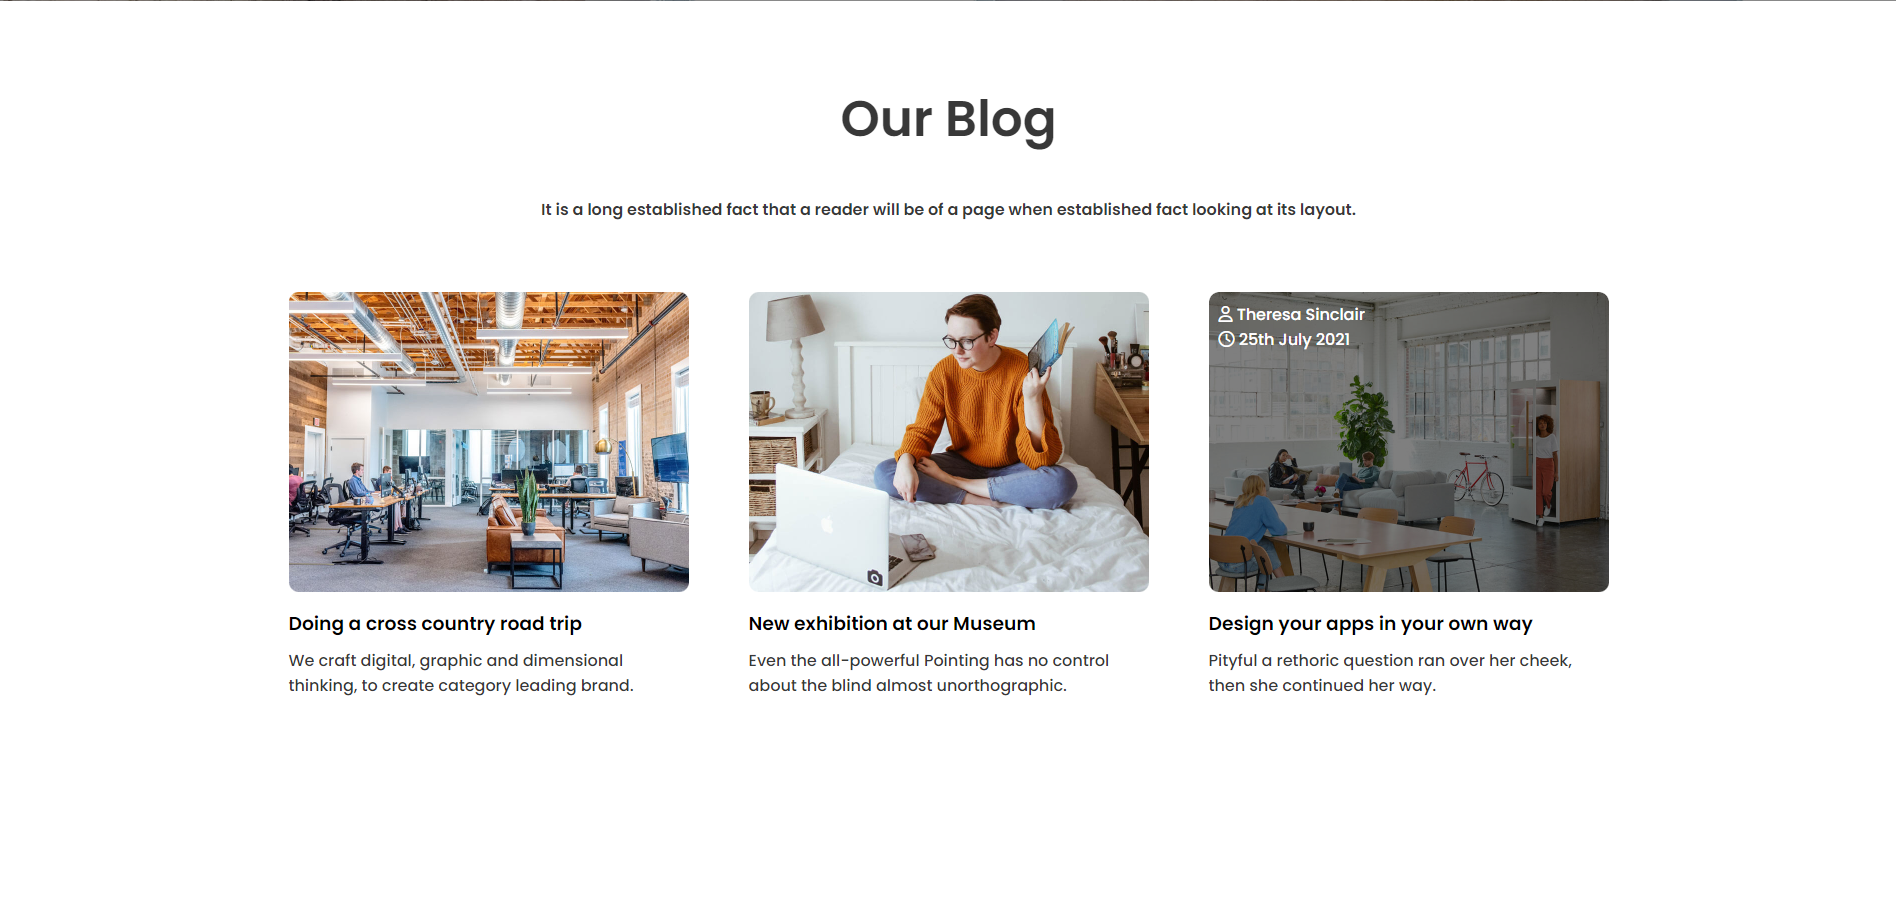 Our Blog
It is a long established fact that a reader will be of a page when established fact looking at its layout.
Theresa Sinclair
25th July 2021
Doing a cross country road trip
We craft digital, graphic and dimensional
thinking, to create category leading brand.
New exhibition at our Museum
Even the all-powerful Pointing has no control
about the blind almost unorthographic.
Design your apps in your own way
Pityful a rethoric question ran over her cheek,
then she continued her way.